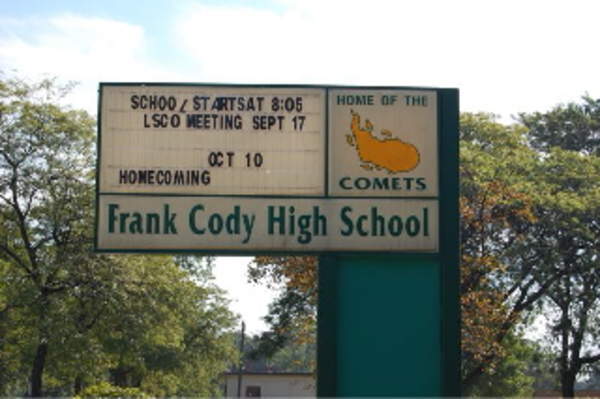 SCHOOL STARTSAT 8:05
LSCO MEETING SEPT 17
OCT 10
HOMECOMING
HOME OF THE
COMETS
Frank Cody High School